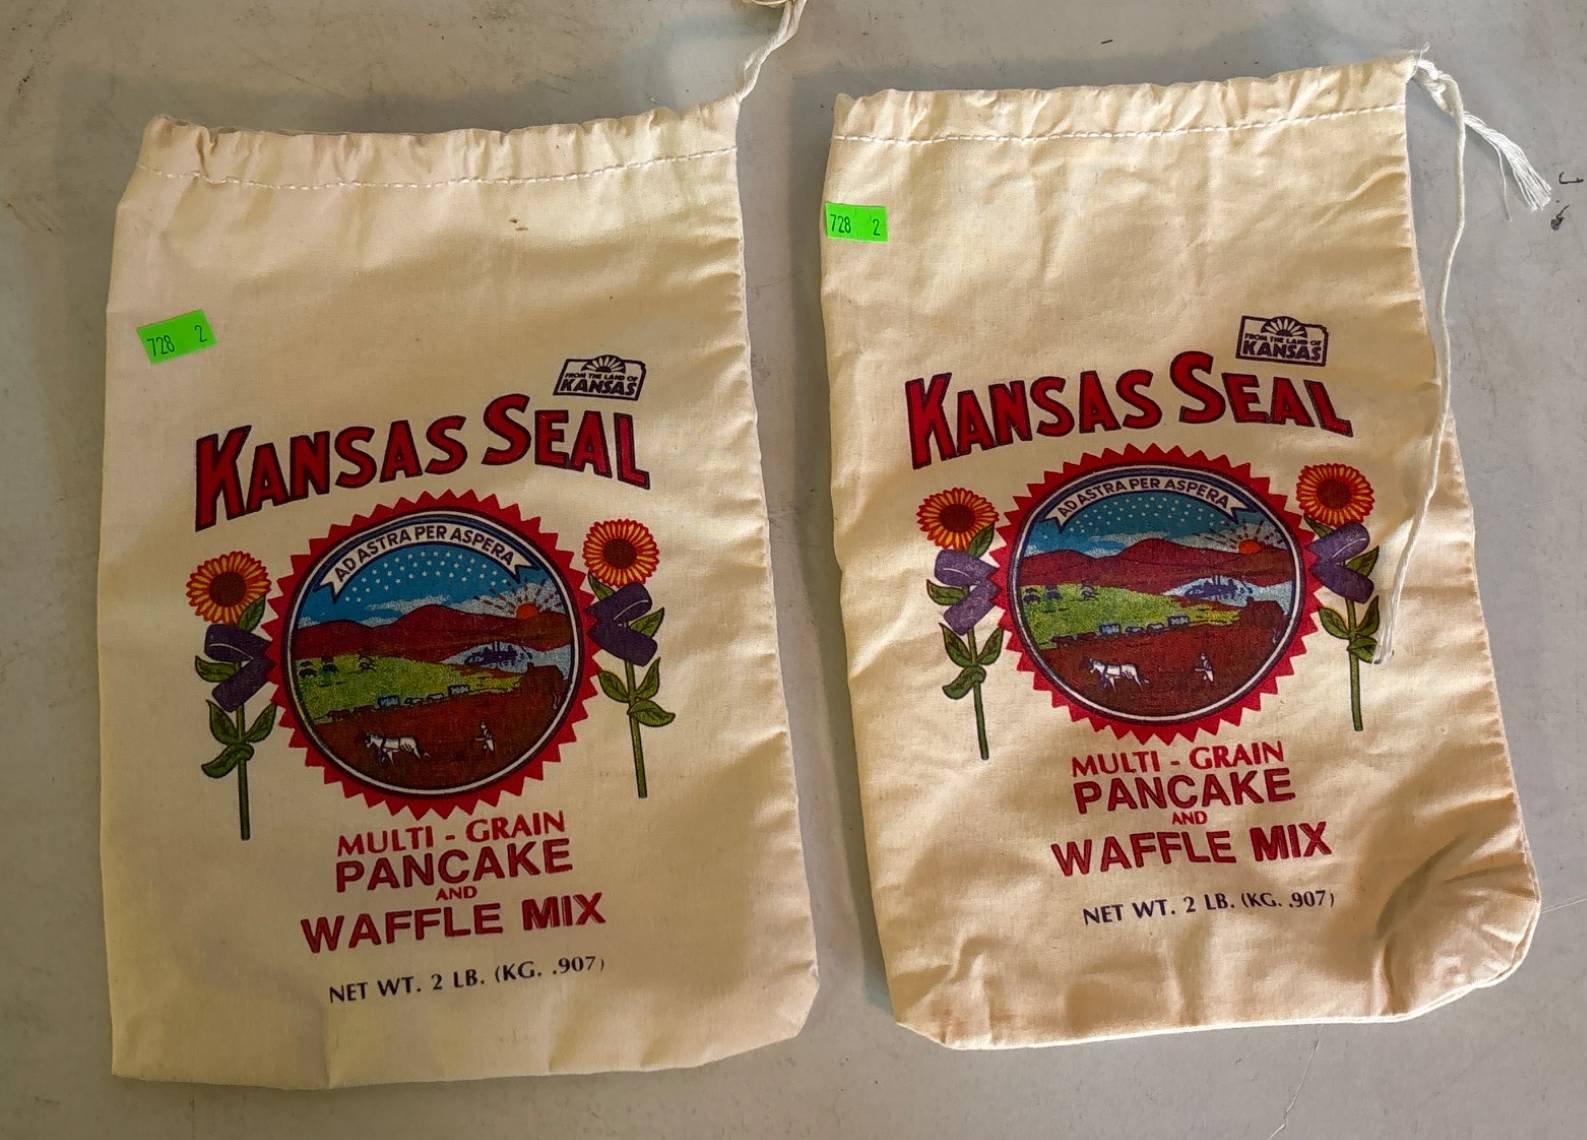 728 2
FROM THE LAND OF
KANSAS
KANSAS SEAL
AD ASTRA PER ASPERA
MULTI - GRAIN
PANCAKE
AND
WAFFLE MIX
NET WT. 2 LB. (KG. .907)
728 2
FROM THE LAND OF
KANSAS
KANSAS SEAL
AD ASTRA PER ASPERA
MULTI - GRAIN
PANCAKE
AND
WAFFLE MIX
NET WT. 2 LB. (KG. .907)